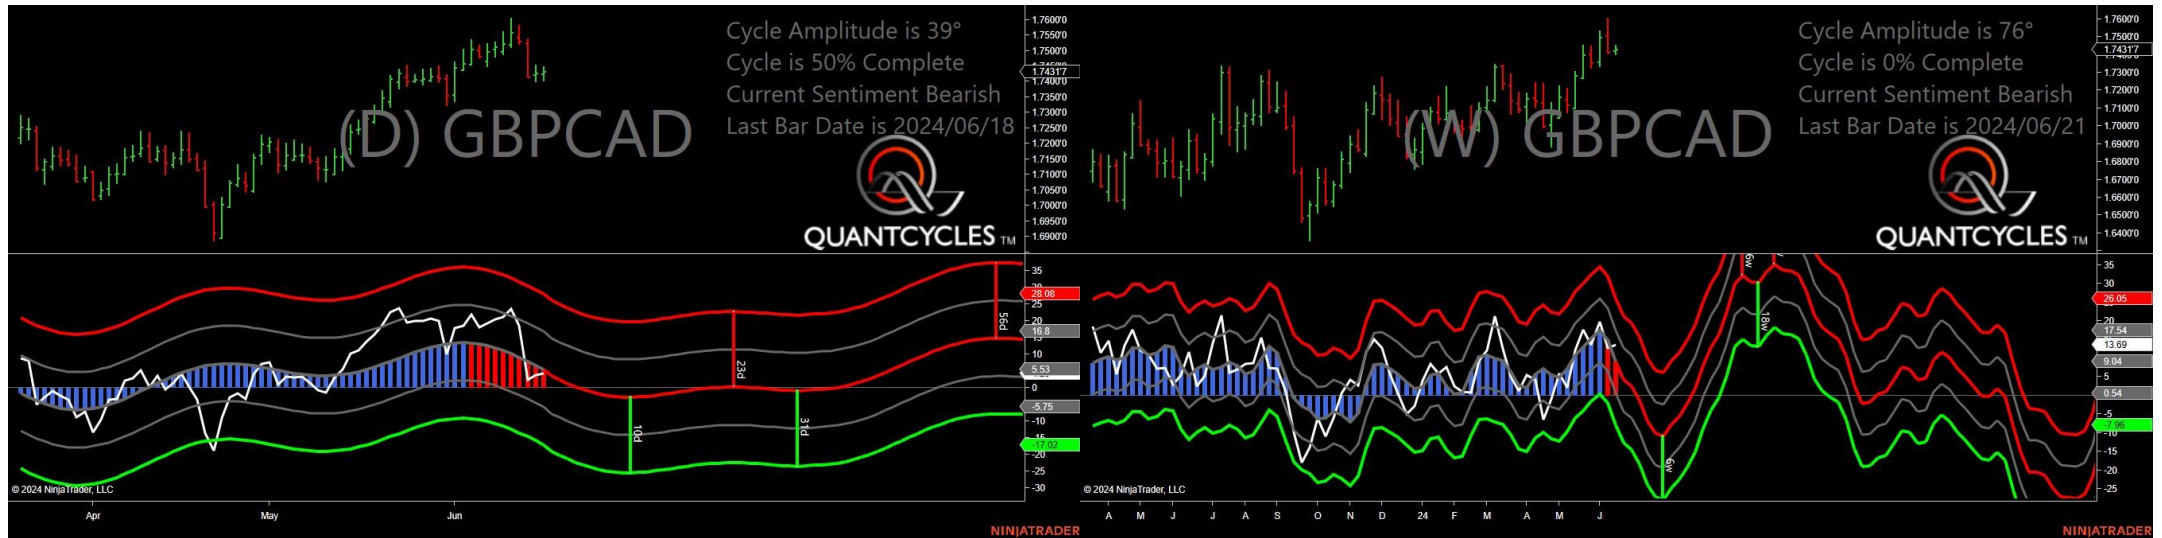 Cycle Amplitude is 39°
Cycle is 50% Complete
Current Sentiment Bearish
Last Bar Date is 2024/06/18
(D) GBPCAD
QUANTCYCLES TM
1.7600'0
1.7550'0
1.7500'0
1.7431'7
1.7400'0
1.7350'0
1.7300'0
1.7250'0
1.7200'0
1.7150'0
1.7100'0
1.7050'0
1.7000'0
1.6950'0
1.6900'0
35
28.08
25
20
16.8
10
5.53
0
-5.75
-10
-17.02
-20
-25
-30
10d
23d
31d
56d
© 2024 NinjaTrader, LLC
Apr
May
Jun
NINJATRADER
Cycle Amplitude is 76°
Cycle is 0% Complete
Current Sentiment Bearish
Last Bar Date is 2024/06/21
(W) GBPCAD
QUANTCYCLES TM
1.7600'0
1.7500'0
1.7431'7
1.7300'0
1.7200'0
1.7100'0
1.7000'0
1.6900'0
1.6800'0
1.6700'0
1.6600'0
1.6500'0
1.6400'0
35
30
26.05
20
17.54
13.69
9.04
5
0.54
-5
-7.96
-10
-15
-20
-25
6w
6w
18w
© 2024 NinjaTrader, LLC
A M J J A S O N D 24 F M A M J
NINJATRADER